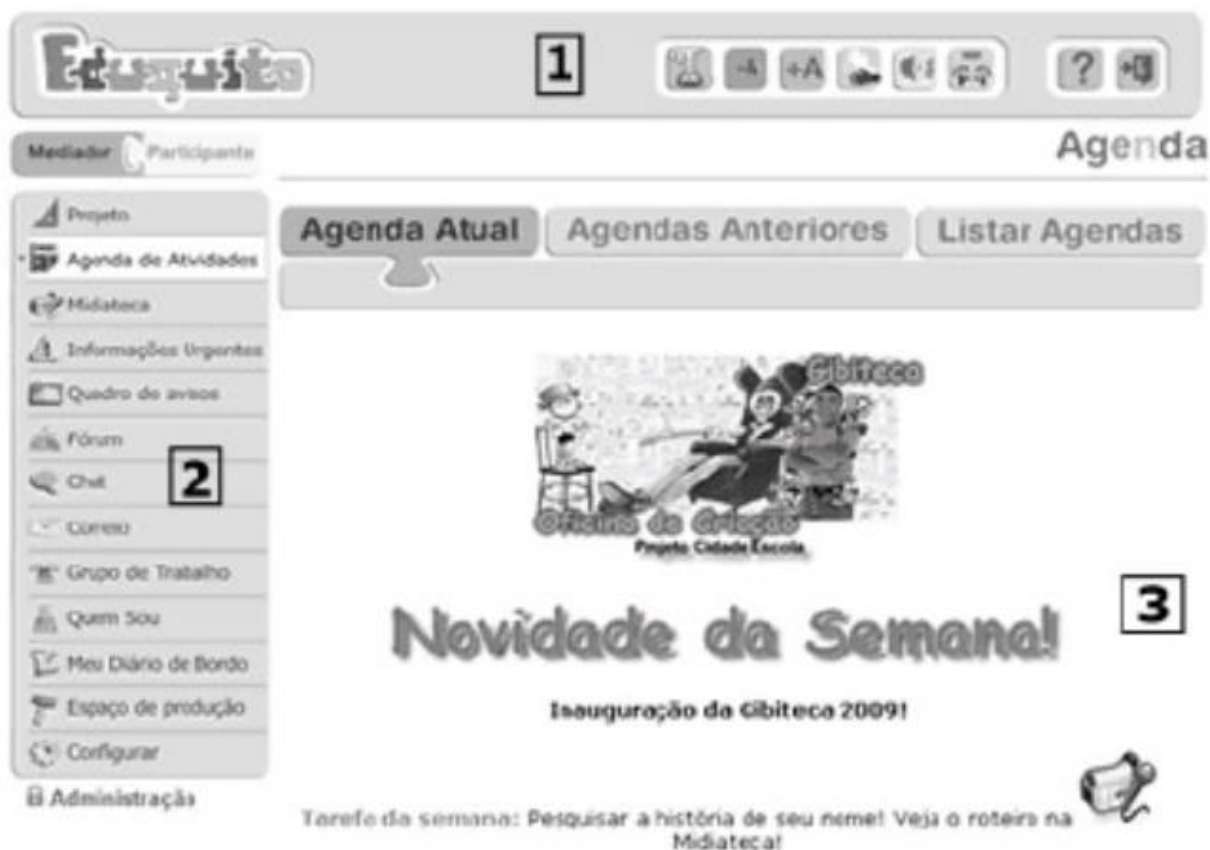 Eduquito
1
-A
+A
?
Mediador
Participante
Agenda
Projeto
Agenda de Atividades
Midiateca
Informações Urgentes
Quadro de avisos
Fórum
Chat
2
Correio
Grupo de Trabalho
Quem Sou
Meu Diário de Bordo
Espaço de produção
Configurar
Administração
Agenda Atual
Agendas Anteriores
Listar Agendas
Gibiteca
Oficina da Criação
Projeto Cidade Escola
3
Novidade da Semana!
Inauguração da Gibiteca 2009!
Tarefa da semana: Pesquisar a história de seu nome! Veja o roteiro na
Midiateca!